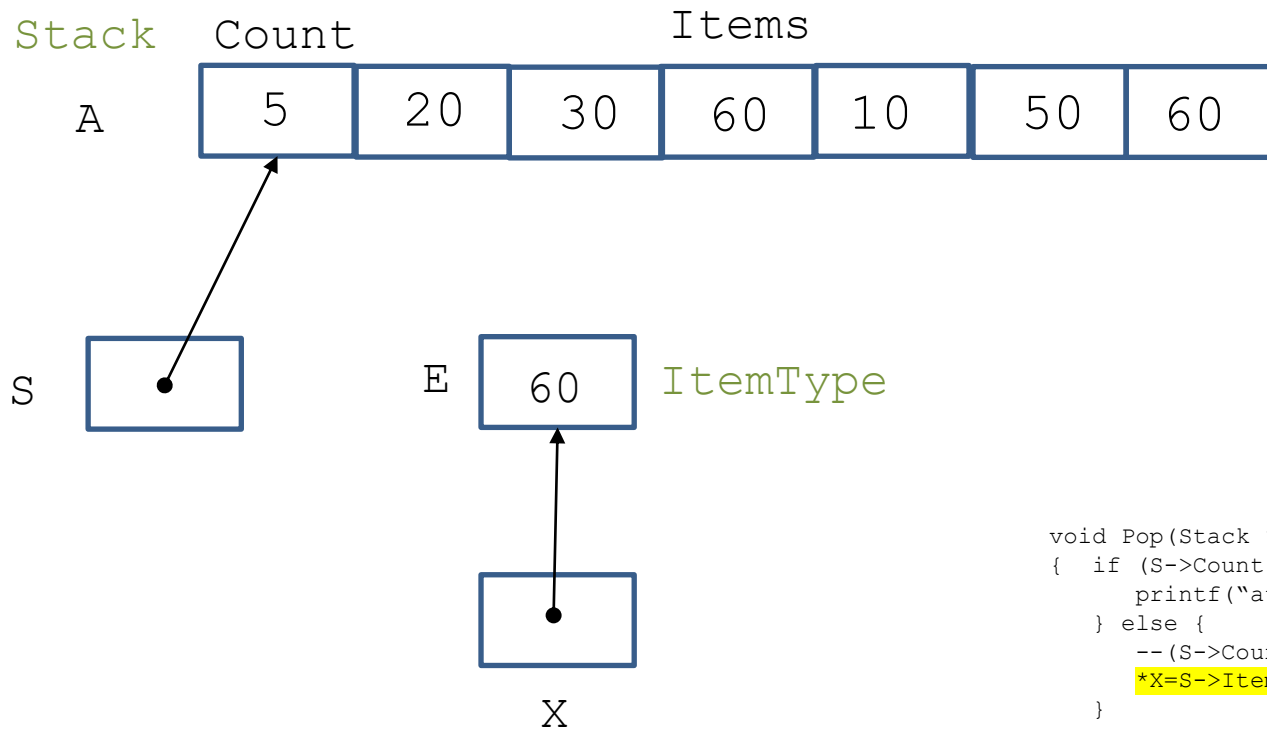 Stack Count Items
A 5 20 30 60 10 50 60
S E 60 ItemType
X
void Pop(Stack
{ if (S->Count
printf(“a
} else {
--(S->Cou
*X=S->Ite
}